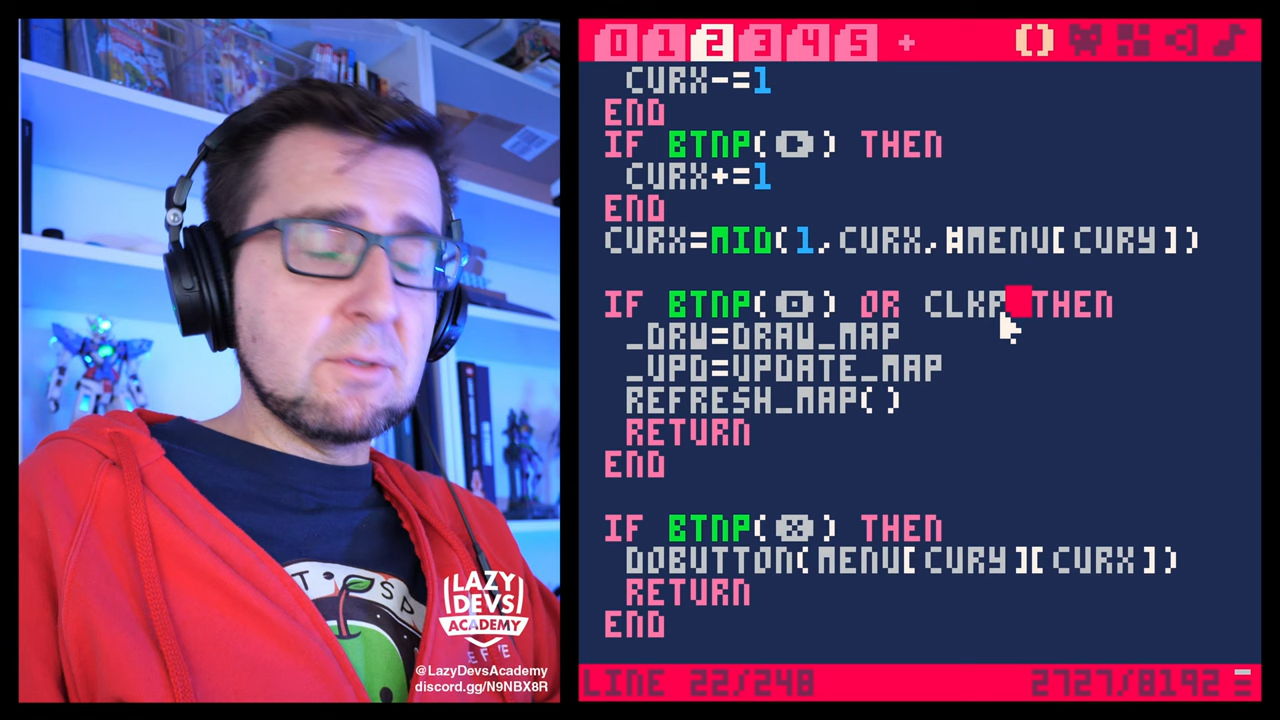 0 1 2 3 4 5 +
CURX-=1
END
IF BTNP(▶) THEN
CURX+=1
END
CURX=MID(1,CURX,#MENU[CURY])
IF BTNP(🅾) OR CLKR THEN
_DRW=DRAW_MAP
_UPD=UPDATE_MAP
REFRESH_MAP()
RETURN
END
IF BTNP(❎) THEN
DOBUTTON(MENU[CURY][CURX])
RETURN
END
LINE 22/248 2727/8192
LAZY
DEVS
ACADEMY
@LazyDevsAcademy
discord.gg/N9NBX8R